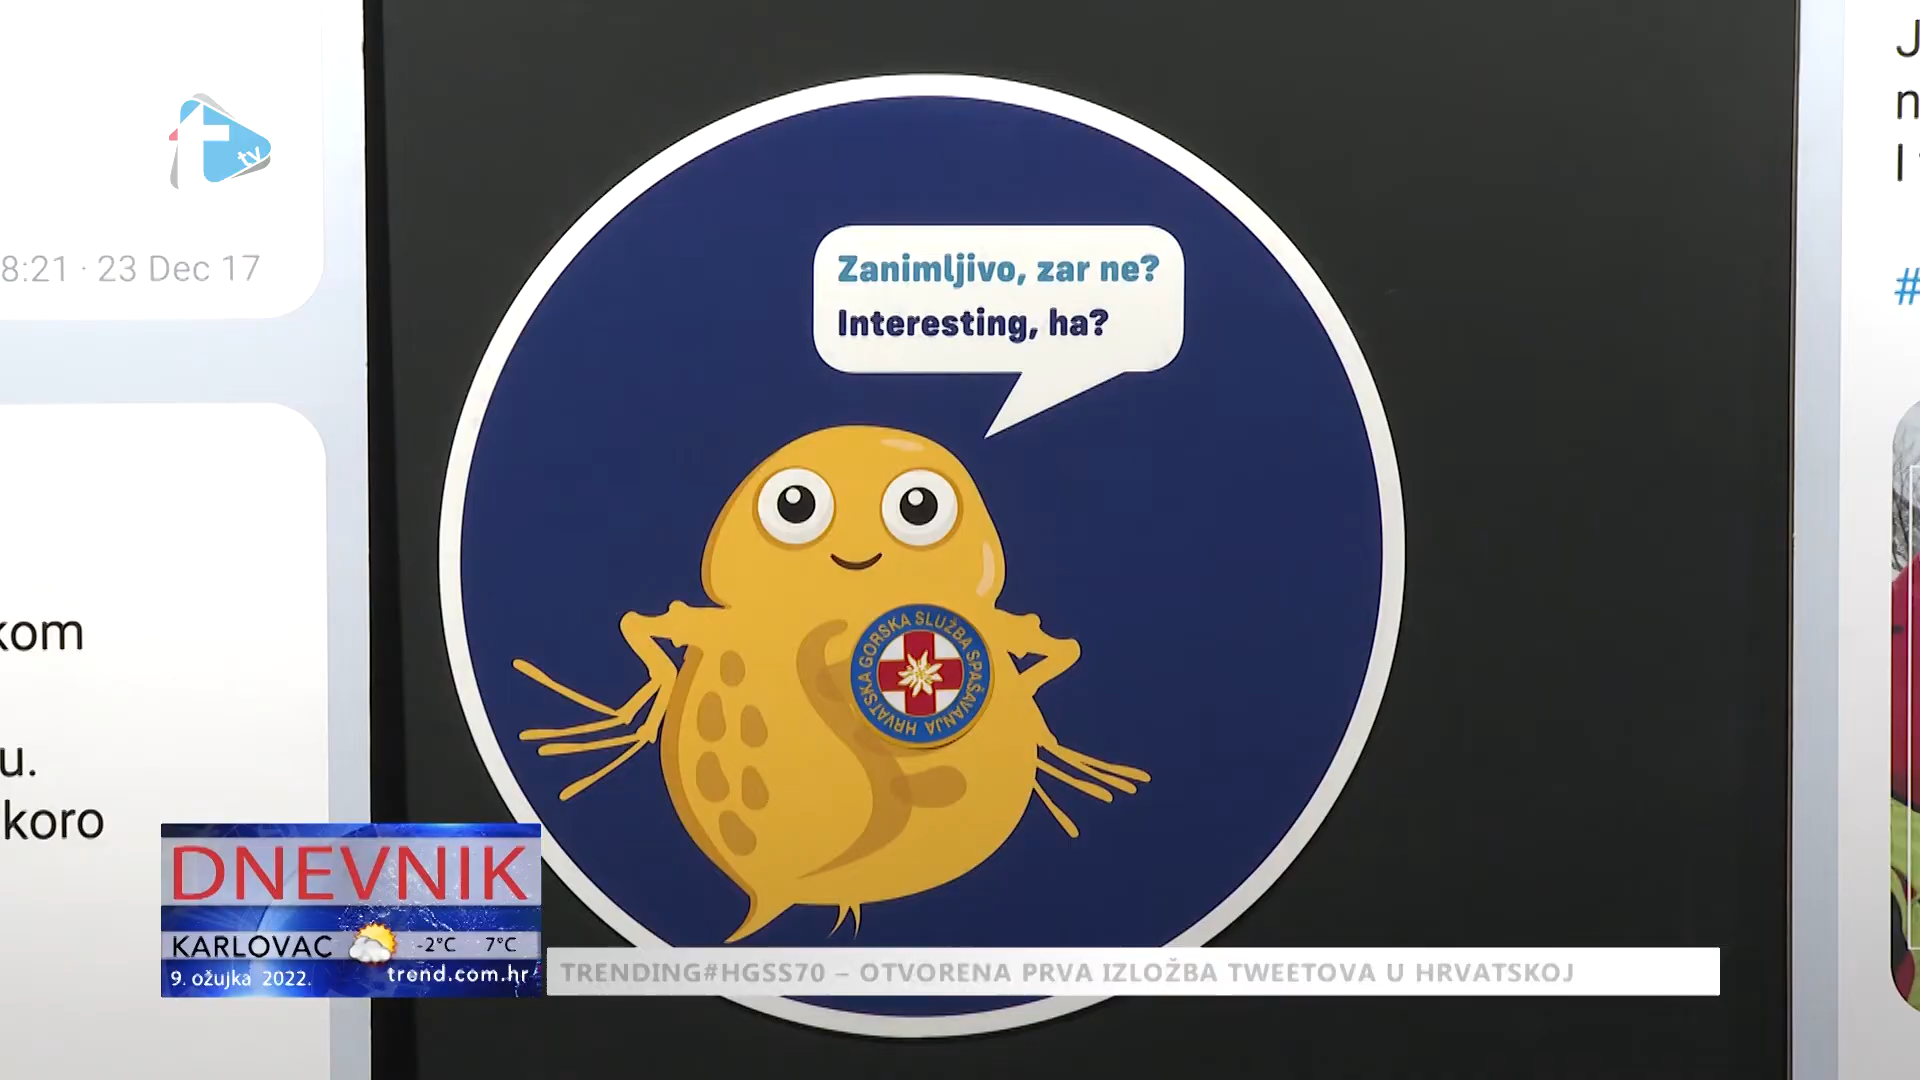 tv
8:21 · 23 Dec 17
Zanimljivo, zar ne?
Interesting, ha?
HRVATSKA GORSKA SLUŽBA SPAŠAVANJA
kom
u.
koro
#
DNEVNIK
KARLOVAC -2°C 7°C
9. ožujka 2022. trend.com.hr
TRENDING#HGSS70 – OTVORENA PRVA IZLOŽBA TWEETOVA U HRVATSKOJ